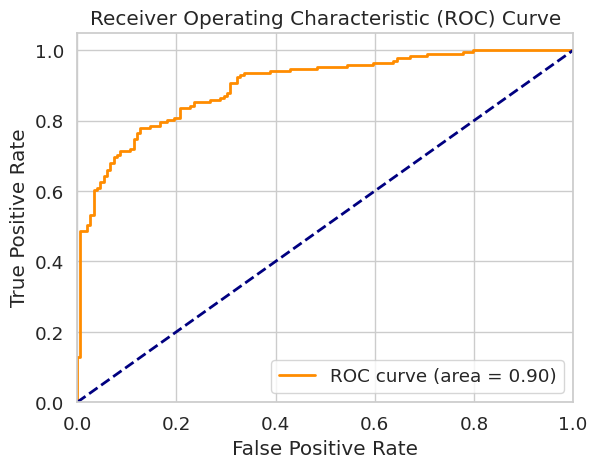 Receiver Operating Characteristic (ROC) Curve
1.0
0.8
0.6
0.4
0.2
0.0
True Positive Rate
ROC curve (area = 0.90)
0.0 0.2 0.4 0.6 0.8 1.0
False Positive Rate